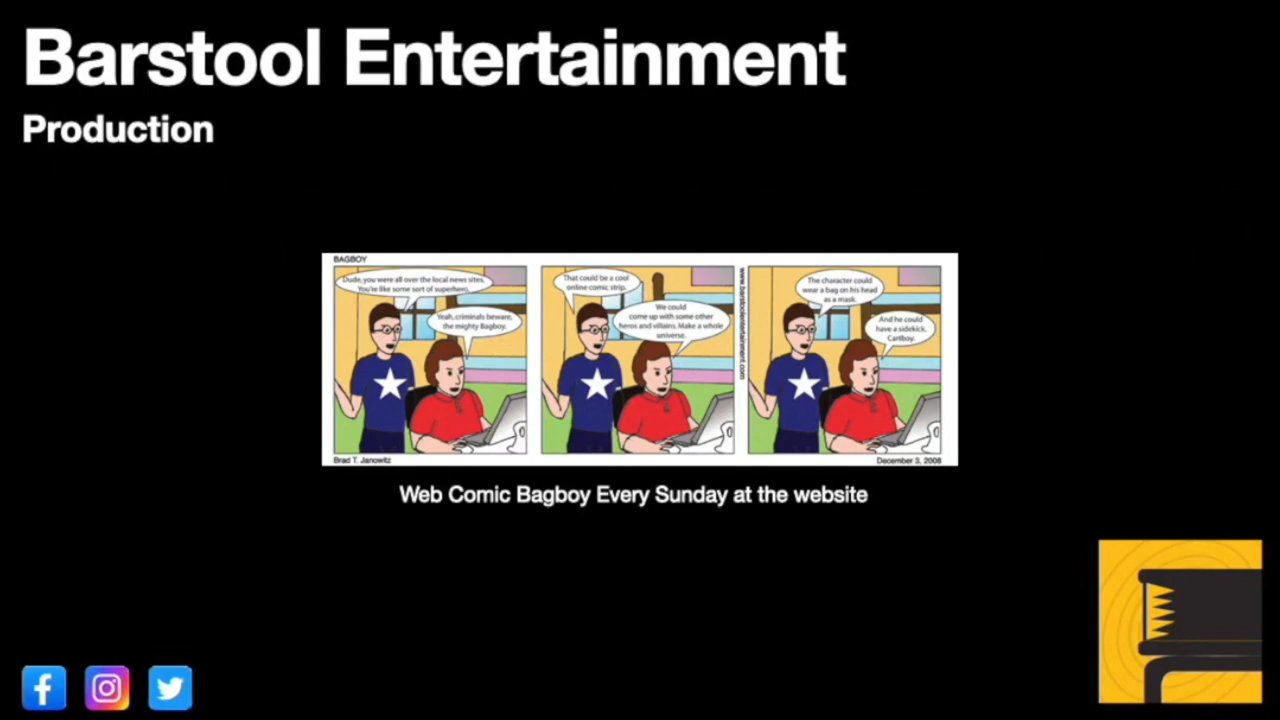 Barstool Entertainment
Production
BAGBOY
Dude, you were all over the local news sites.
You're like some sort of superhero.
Yeah, criminals beware,
the mighty Bagboy.
That could be a cool
online comic strip.
We could
come up with some other
heros and villains. Make a whole
universe.
www.barstoolentertainment.com
The character could
wear a bag on his head
as a mask.
And he could
have a sidekick,
Cartboy.
Brad T. Janowitz
December 3, 2008
Web Comic Bagboy Every Sunday at the website